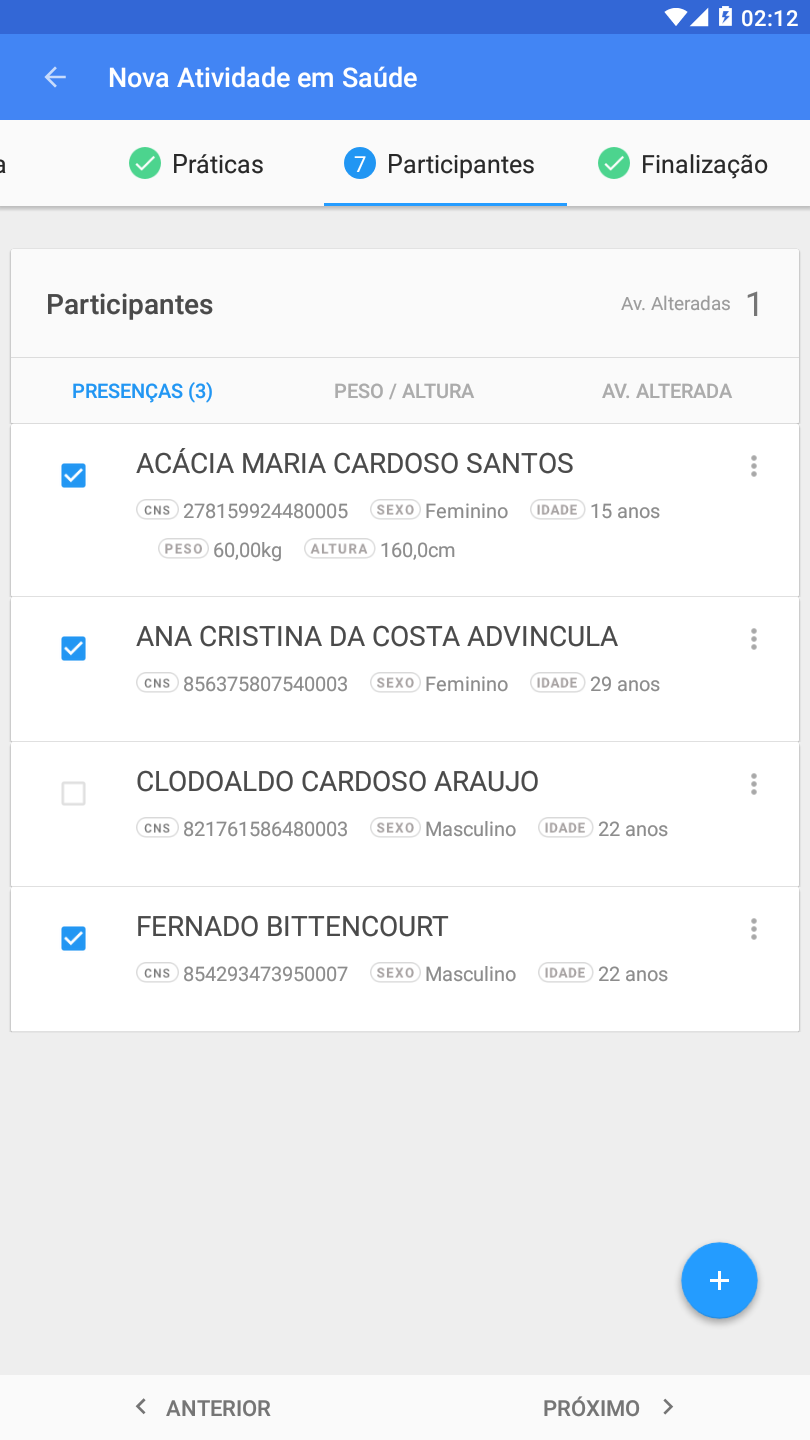 02:12
Nova Atividade em Saúde
a Práticas 7 Participantes Finalização
Participantes Av. Alteradas 1
PRESENÇAS (3) PESO / ALTURA AV. ALTERADA
ACÁCIA MARIA CARDOSO SANTOS
CNS 278159924480005 SEXO Feminino IDADE 15 anos
PESO 60,00kg ALTURA 160,0cm
ANA CRISTINA DA COSTA ADVINCULA
CNS 856375807540003 SEXO Feminino IDADE 29 anos
CLODOALDO CARDOSO ARAUJO
CNS 821761586480003 SEXO Masculino IDADE 22 anos
FERNADO BITTENCOURT
CNS 854293473950007 SEXO Masculino IDADE 22 anos
ANTERIOR PRÓXIMO